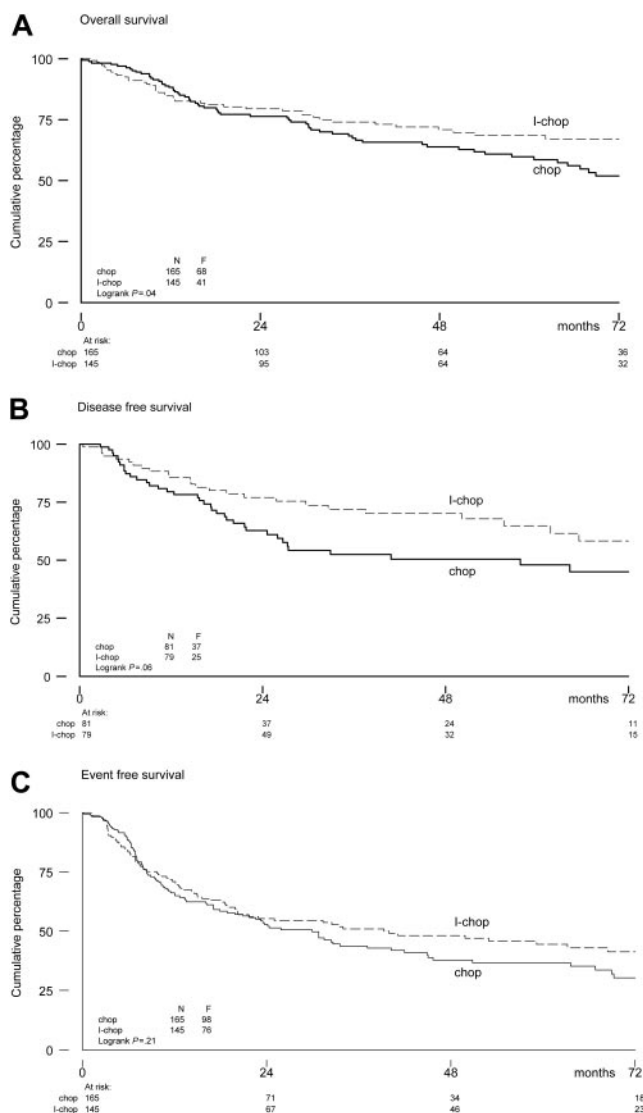 A Overall survival
100
75
50
25
0
Cumulative percentage
I-chop
chop
N F
chop 165 68
I-chop 145 41
Logrank P=.04
0 24 48 months 72
At risk:
chop 165 103 64 36
I-chop 145 95 64 32
B Disease free survival
100
75
50
25
0
Cumulative percentage
I-chop
chop
N F
chop 81 37
I-chop 79 25
Logrank P=.06
0 24 48 months 72
At risk:
chop 81 37 24 11
I-chop 79 49 32 15
C Event free survival
100
75
50
25
0
Cumulative percentage
I-chop
chop
N F
chop 165 98
I-chop 145 76
Logrank P=.21
0 24 48 months 72
At risk:
chop 165 71 34 18
I-chop 145 67 46 23